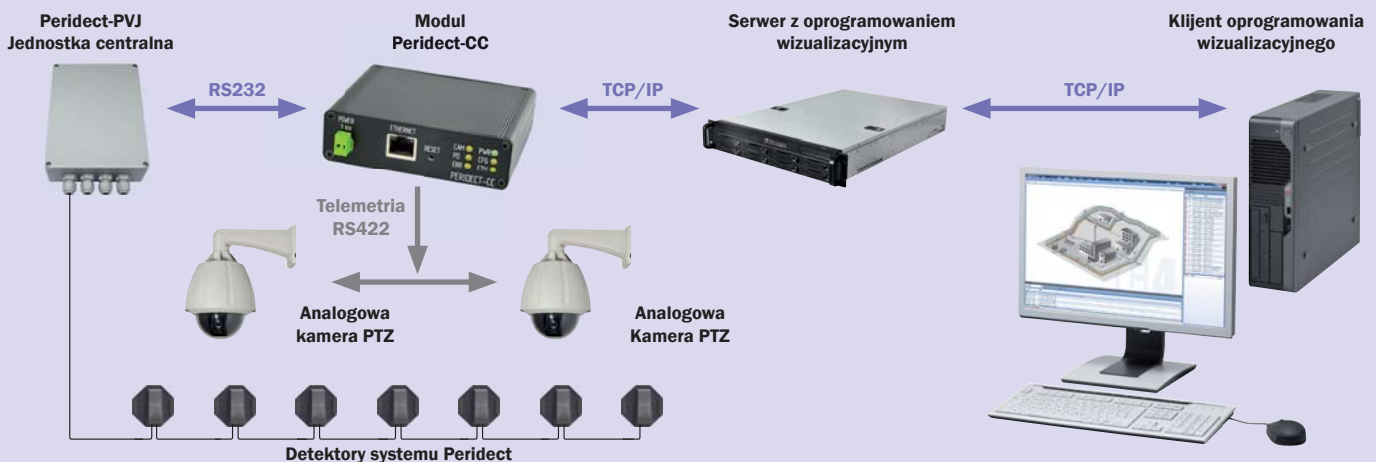 Peridect-PVJ
Jednostka centralna
Modul
Peridect-CC
Serwer z oprogramowaniem
wizualizacyjnym
Klijent oprogramowania
wizualizacyjnego
RS232
TCP/IP
TCP/IP
POWER
ETHERNET
RESET
CAM
PWR
PD
CFG
ERR
ETH
PERIDECT-CC
Telemetria
RS422
Analogowa
kamera PTZ
Analogowa
Kamera PTZ
Detektory systemu Peridect